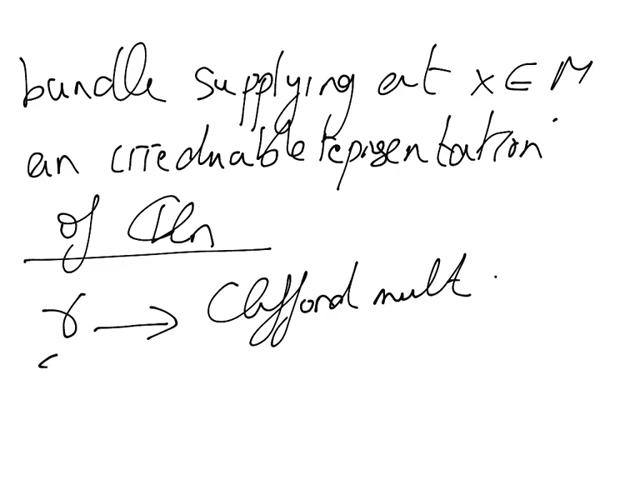 bundle supplying at x ∈ M
an irreducible representation
of ℂln
γ → Clifford mult.